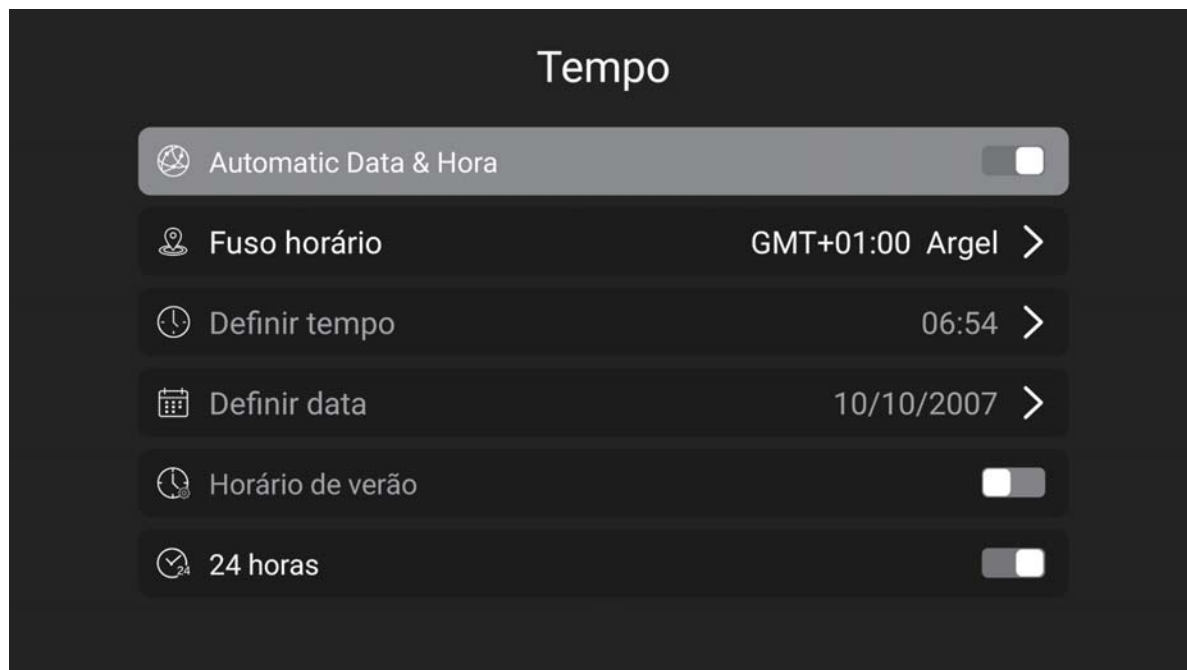 Tempo
Automatic Data & Hora
Fuso horário GMT+01:00 Argel
Definir tempo 06:54
Definir data 10/10/2007
Horário de verão
24 horas